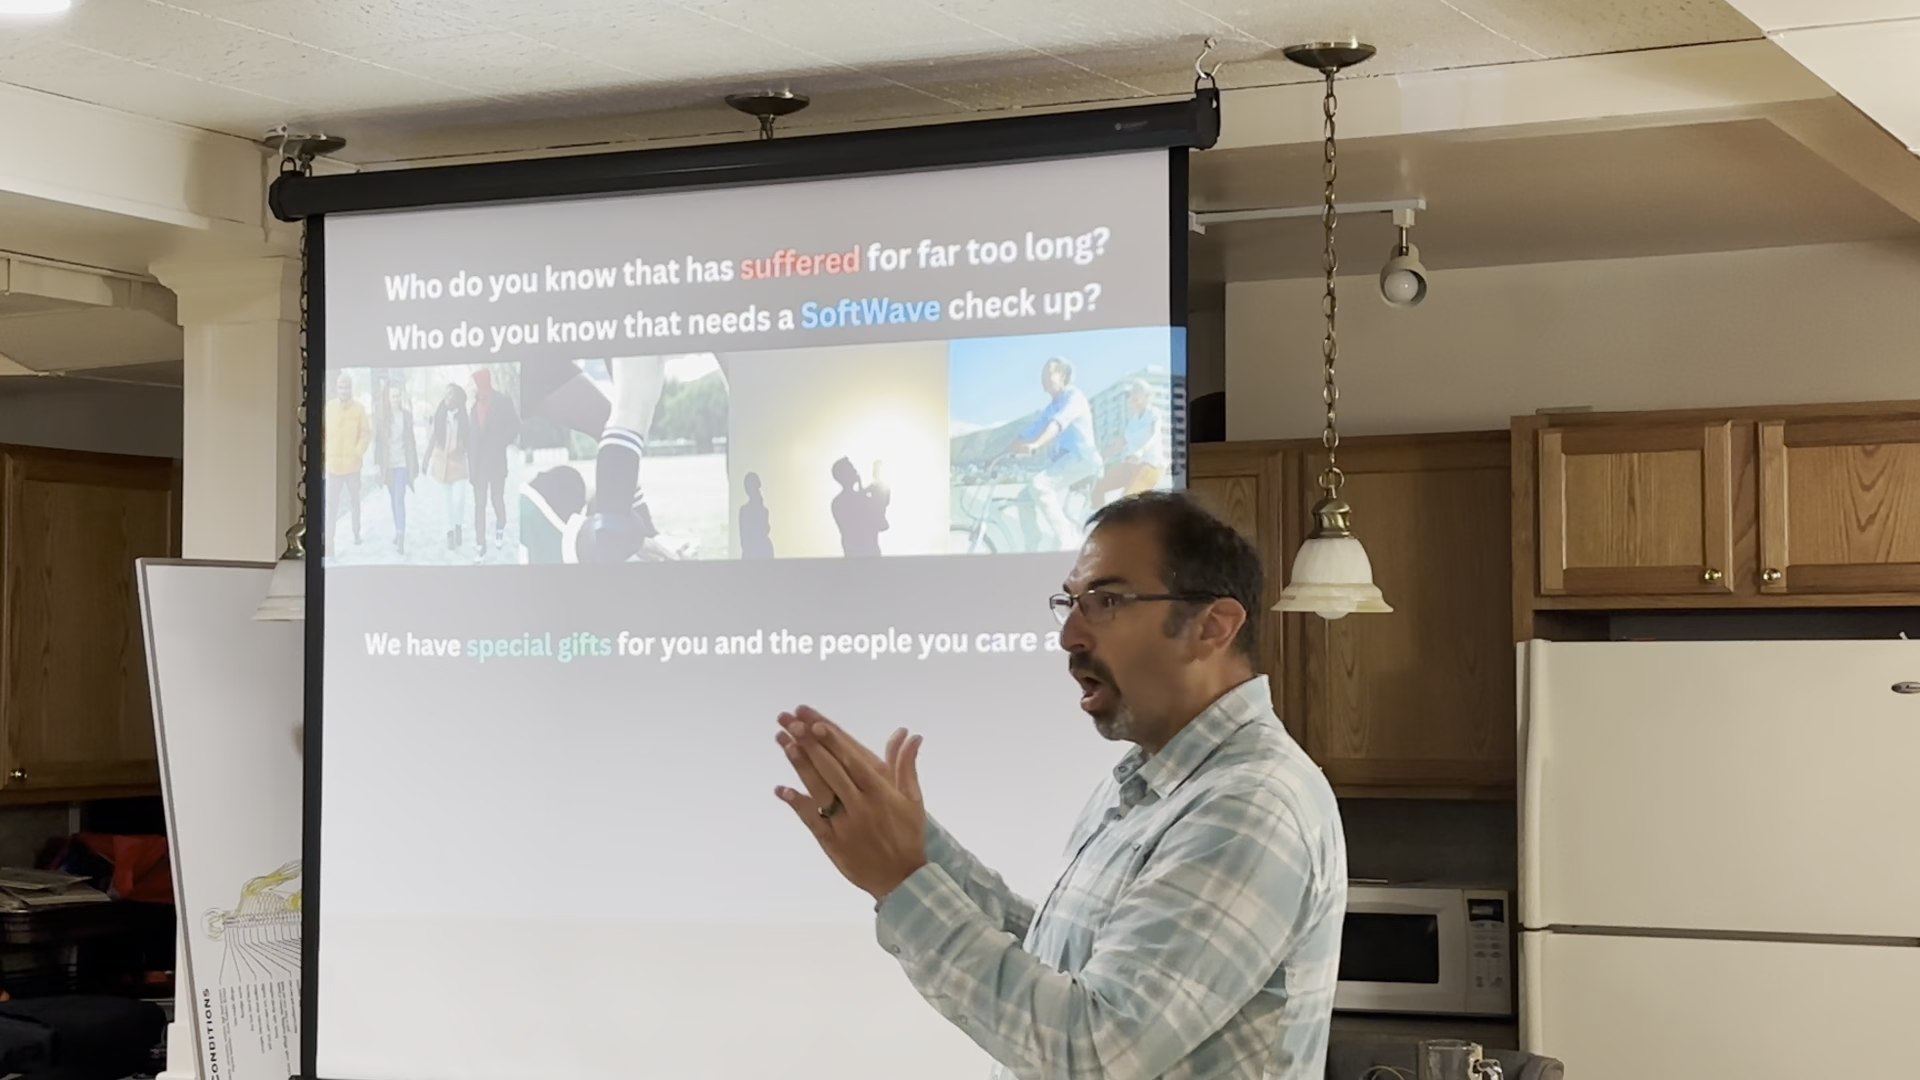 Who do you know that has suffered for far too long?
Who do you know that needs a SoftWave check up?
We have special gifts for you and the people you care
CONDITIONS